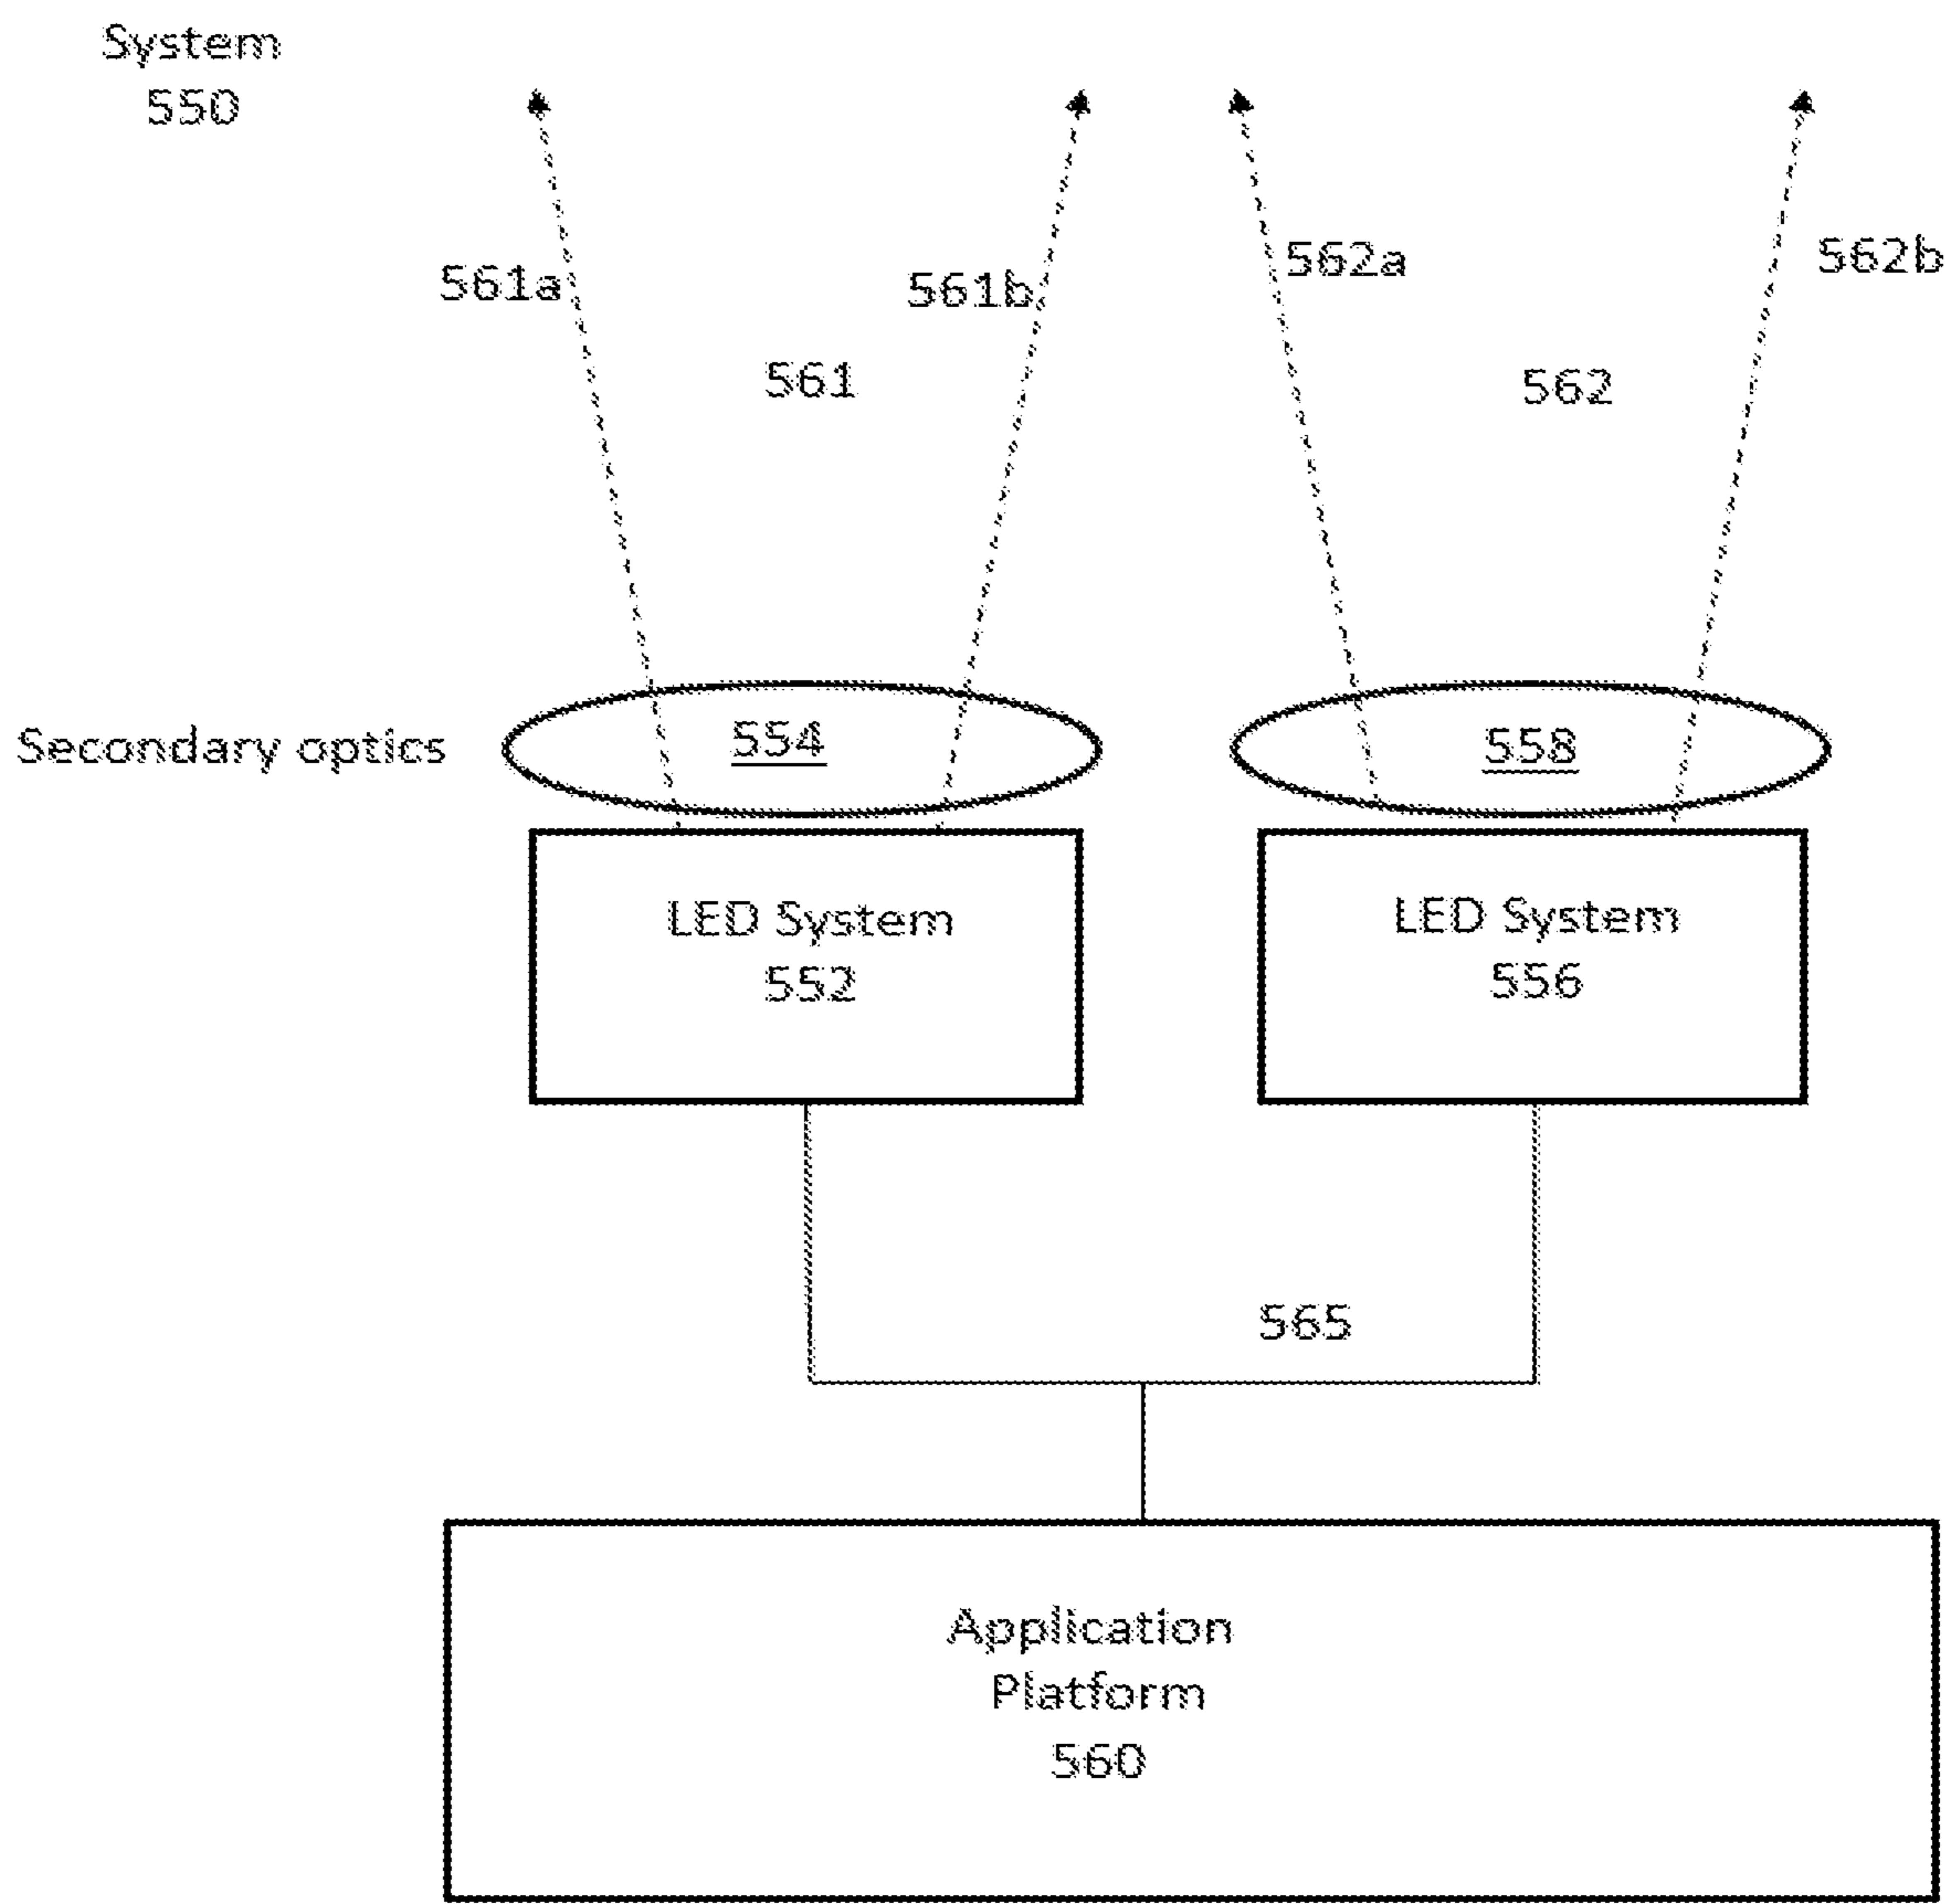 System
550
561a
561b
562a
562b
561
562
Secondary optics
554
558
LED System
552
LED System
556
565
Application
Platform
560